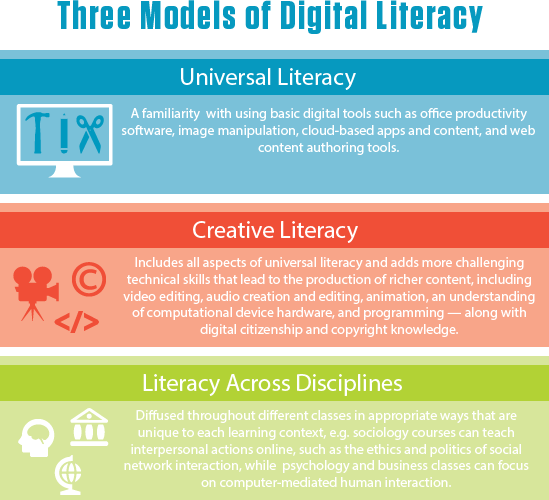 Three Models of Digital Literacy
Universal Literacy
A familiarity with using basic digital tools such as office productivity
software, image manipulation, cloud-based apps and content, and web
content authoring tools.
Creative Literacy
©
</>
Includes all aspects of universal literacy and adds more challenging
technical skills that lead to the production of richer content, including
video editing, audio creation and editing, animation, an understanding
of computational device hardware, and programming — along with
digital citizenship and copyright knowledge.
Literacy Across Disciplines
Diffused throughout different classes in appropriate ways that are
unique to each learning context, e.g. sociology courses can teach
interpersonal actions online, such as the ethics and politics of social
network interaction, while psychology and business classes can focus
on computer-mediated human interaction.